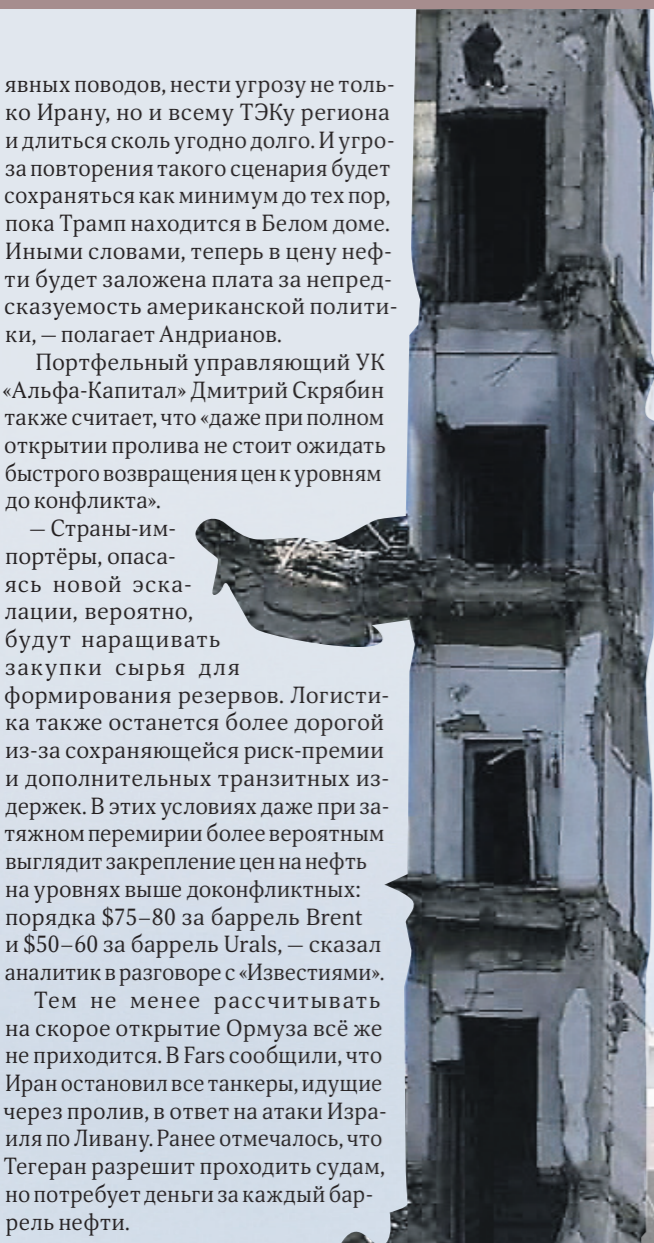 явных поводов, нести угрозу не толь-
ко Ирану, но и всему ТЭКу региона
и длиться сколь угодно долго. И угро-
за повторения такого сценария будет
сохраняться как минимум до тех пор,
пока Трамп находится в Белом доме.
Иными словами, теперь в цену неф-
ти будет заложена плата за непред-
сказуемость американской полити-
ки, — полагает Андрианов.
Портфельный управляющий УК
«Альфа-Капитал» Дмитрий Скрябин
также считает, что «даже при полном
открытии пролива не стоит ожидать
быстрого возвращения цен к уровням
до конфликта».
— Страны-им-
портёры, опаса-
ясь новой эска-
лации, вероятно,
будут наращивать
закупки сырья для
формирования резервов. Логисти-
ка также останется более дорогой
из-за сохраняющейся риск-премии
и дополнительных транзитных из-
держек. В этих условиях даже при за-
тяжном перемирии более вероятным
выглядит закрепление цен на нефть
на уровнях выше доконфликтных:
порядка $75–80 за баррель Brent
и $50–60 за баррель Urals, — сказал
аналитик в разговоре с «Известиями».
Тем не менее рассчитывать
на скорое открытие Ормуза всё же
не приходится. В Fars сообщили, что
Иран остановил все танкеры, идущие
через пролив, в ответ на атаки Изра-
иля по Ливану. Ранее отмечалось, что
Тегеран разрешит проходить судам,
но потребует деньги за каждый бар-
рель нефти.